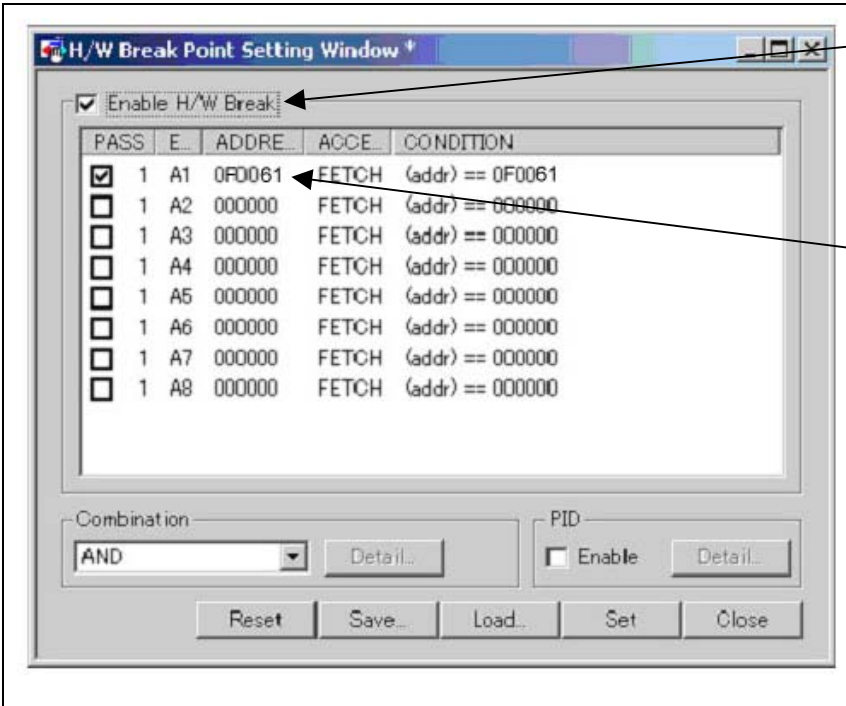 H/W Break Point Setting Window *
Enable H/W Break
PASS E... ADDRE... ACCE... CONDITION
1 A1 0F0061 FETCH (addr) == 0F0061
1 A2 000000 FETCH (addr) == 000000
1 A3 000000 FETCH (addr) == 000000
1 A4 000000 FETCH (addr) == 000000
1 A5 000000 FETCH (addr) == 000000
1 A6 000000 FETCH (addr) == 000000
1 A7 000000 FETCH (addr) == 000000
1 A8 000000 FETCH (addr) == 000000
Combination PID
AND Detail... Enable Detail...
Reset Save... Load... Set Close